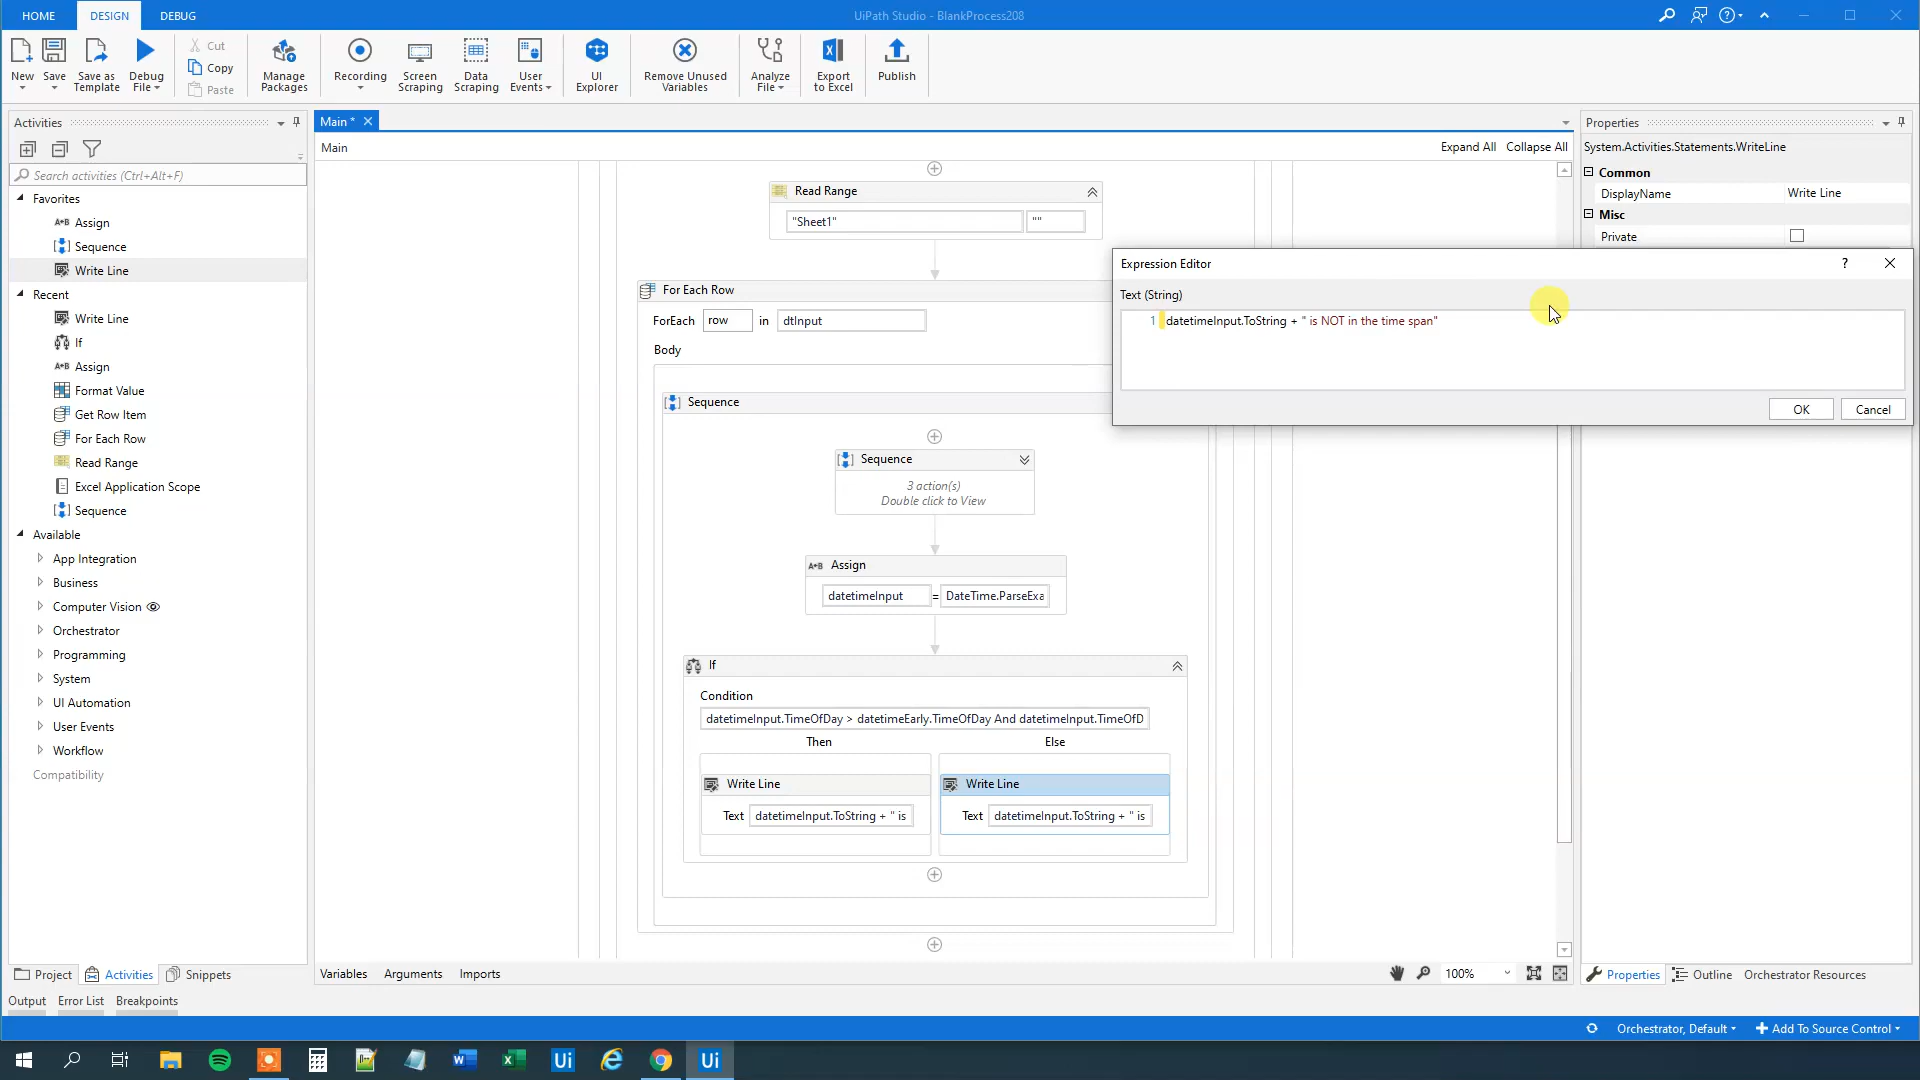 HOME DESIGN DEBUG UiPath Studio - BlankProcess208
New Save Save as Template Debug File Cut Copy Paste Manage Packages Recording Screen Scraping Data Scraping User Events UI Explorer Remove Unused Variables Analyze File Export to Excel Publish
Activities
Search activities (Ctrl+Alt+F)
Favorites
Assign
Sequence
Write Line
Recent
Write Line
If
Assign
Format Value
Get Row Item
For Each Row
Read Range
Excel Application Scope
Sequence
Available
App Integration
Business
Computer Vision
Orchestrator
Programming
System
UI Automation
User Events
Workflow
Compatibility
Project Activities Snippets
Output Error List Breakpoints
Main *
Main Expand All Collapse All
Read Range
"Sheet1" ""
For Each Row
ForEach row in dtInput
Body
Sequence
Sequence
3 action(s)
Double click to View
Assign
datetimeInput = DateTime.ParseExa
If
Condition
datetimeInput.TimeOfDay > datetimeEarly.TimeOfDay And datetimeInput.TimeOfD
Then Else
Write Line Write Line
Text datetimeInput.ToString + " is Text datetimeInput.ToString + " is
Variables Arguments Imports 100%
Properties
System.Activities.Statements.WriteLine
Common
DisplayName Write Line
Misc
Private
Expression Editor ?
Text (String)
1 datetimeInput.ToString + " is NOT in the time span"
OK Cancel
Properties Outline Orchestrator Resources
Orchestrator, Default Add To Source Control
Ui Ui